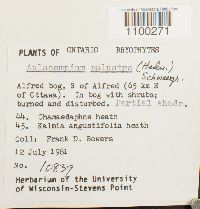 1100271
PLANTS OF ONTARIO BRYOPHYTES
Aulacomnium palustre (Hedw.)
Schwaegr.
Alfred bog, S of Alfred (65 km E
of Ottawa). In bog with shrubs;
burned and disturbed. Partial shade.
44. Chamaedaphne heath
45. Kalmia angustifolia heath
Coll: Frank D. Bowers
12 July 1981
No. 10837
Herbarium of the University
of Wisconsin-Stevens Point